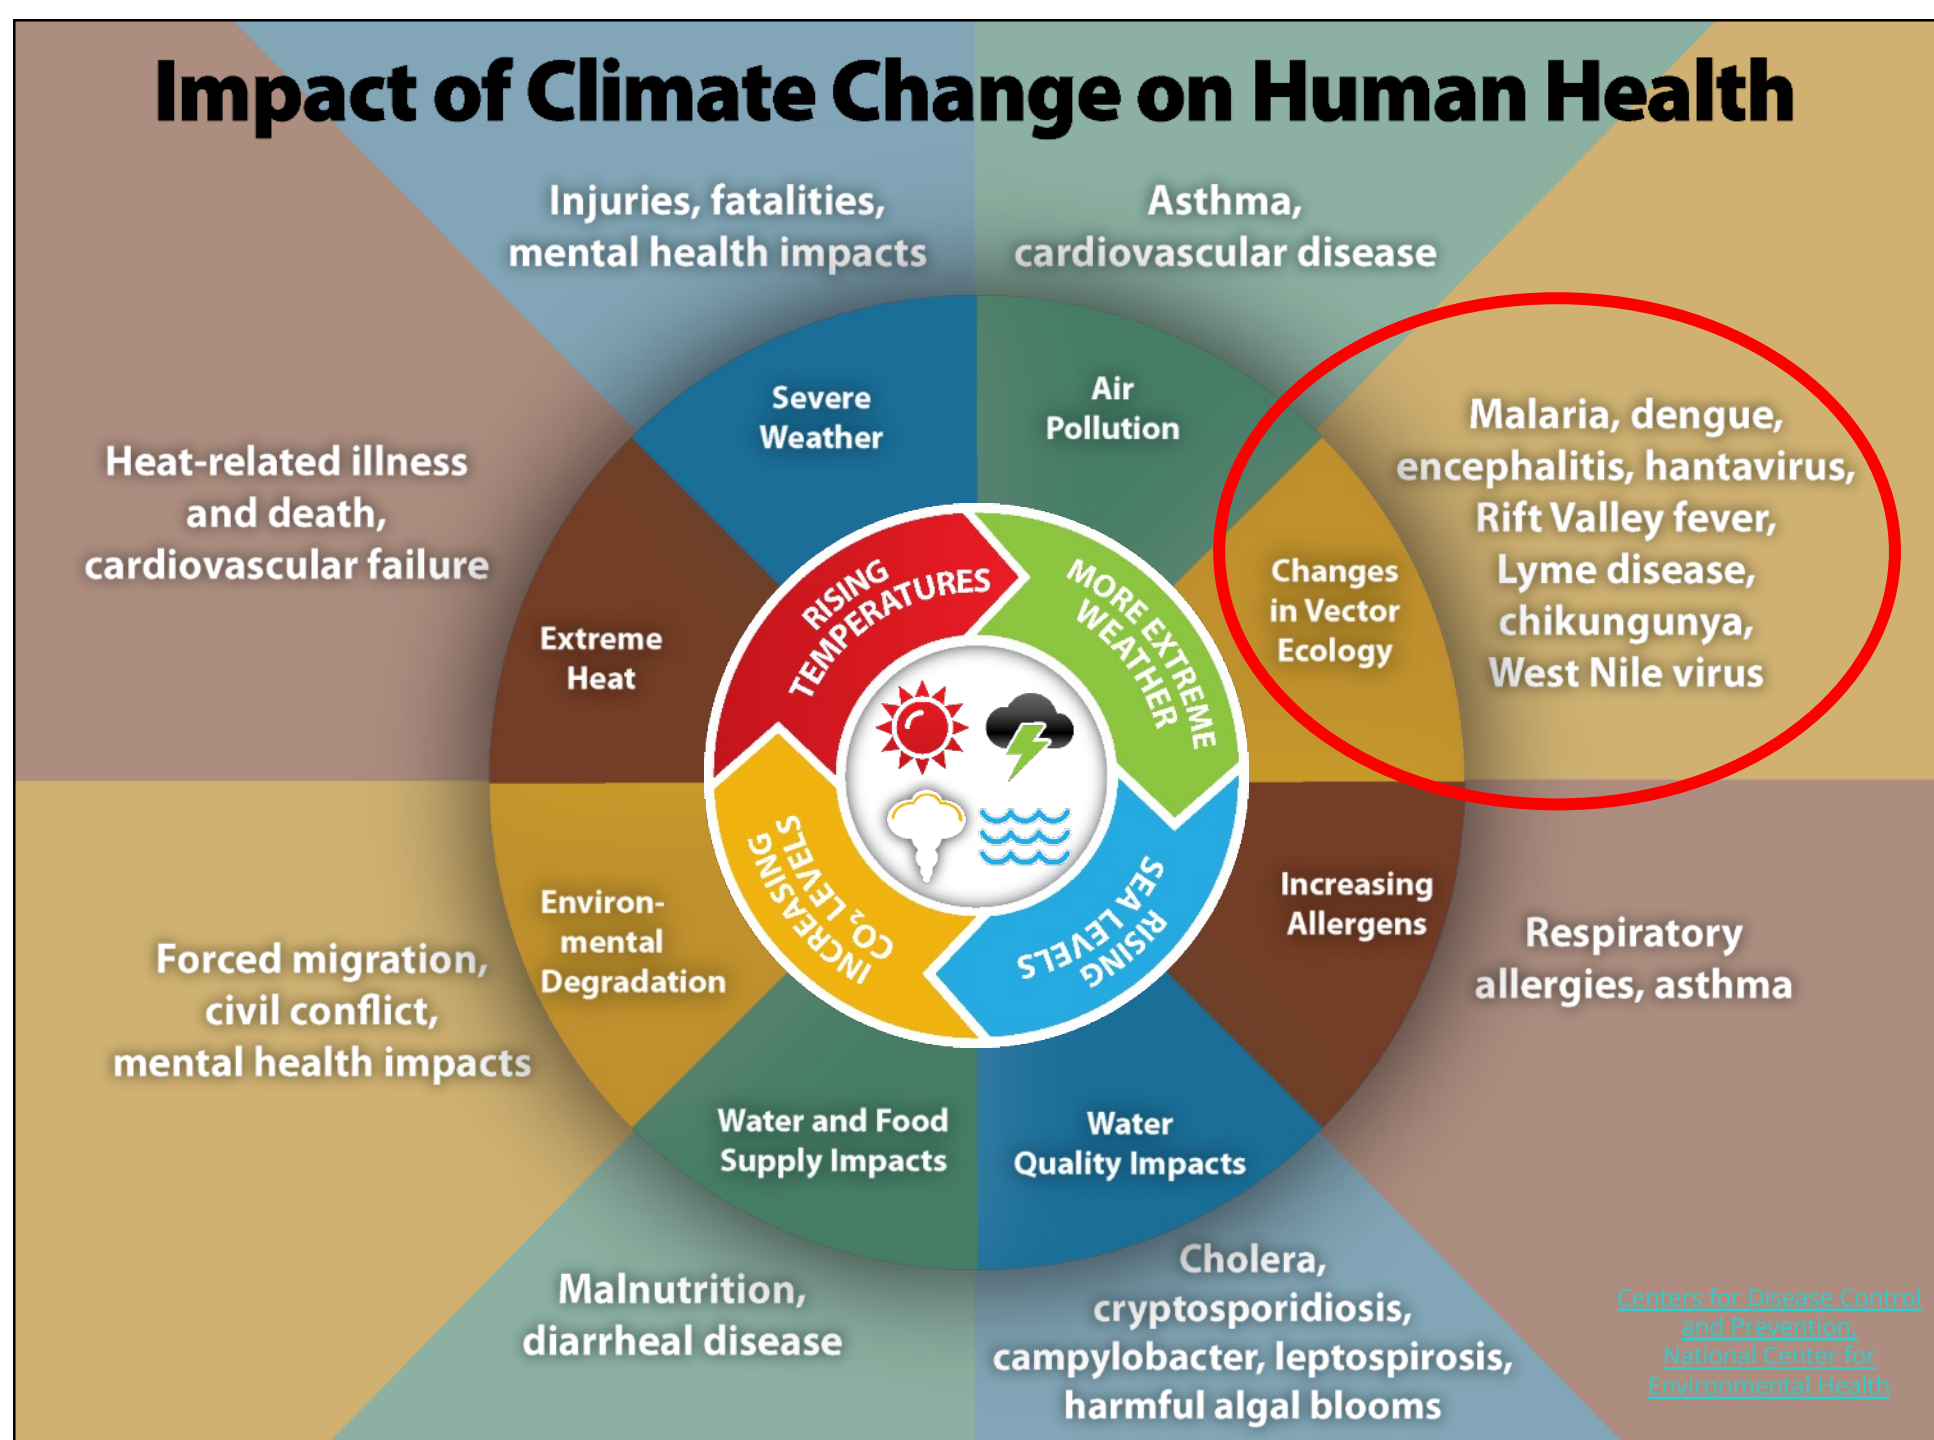 Impact of Climate Change on Human Health
Injuries, fatalities,
mental health impacts
Asthma,
cardiovascular disease
Severe
Weather
Air
Pollution
Malaria, dengue,
encephalitis, hantavirus,
Rift Valley fever,
Lyme disease,
chikungunya,
West Nile virus
Heat-related illness
and death,
cardiovascular failure
Changes
in Vector
Ecology
Extreme
Heat
RISING
TEMPERATURES
MORE EXTREME
WEATHER
INCREASING
CO₂ LEVELS
RISING
SEA LEVELS
Environ-
mental
Degradation
Increasing
Allergens
Forced migration,
civil conflict,
mental health impacts
Respiratory
allergies, asthma
Water and Food
Supply Impacts
Water
Quality Impacts
Malnutrition,
diarrheal disease
Cholera,
cryptosporidiosis,
campylobacter, leptospirosis,
harmful algal blooms
Centers for Disease Control
and Prevention,
National Center for
Environmental Health